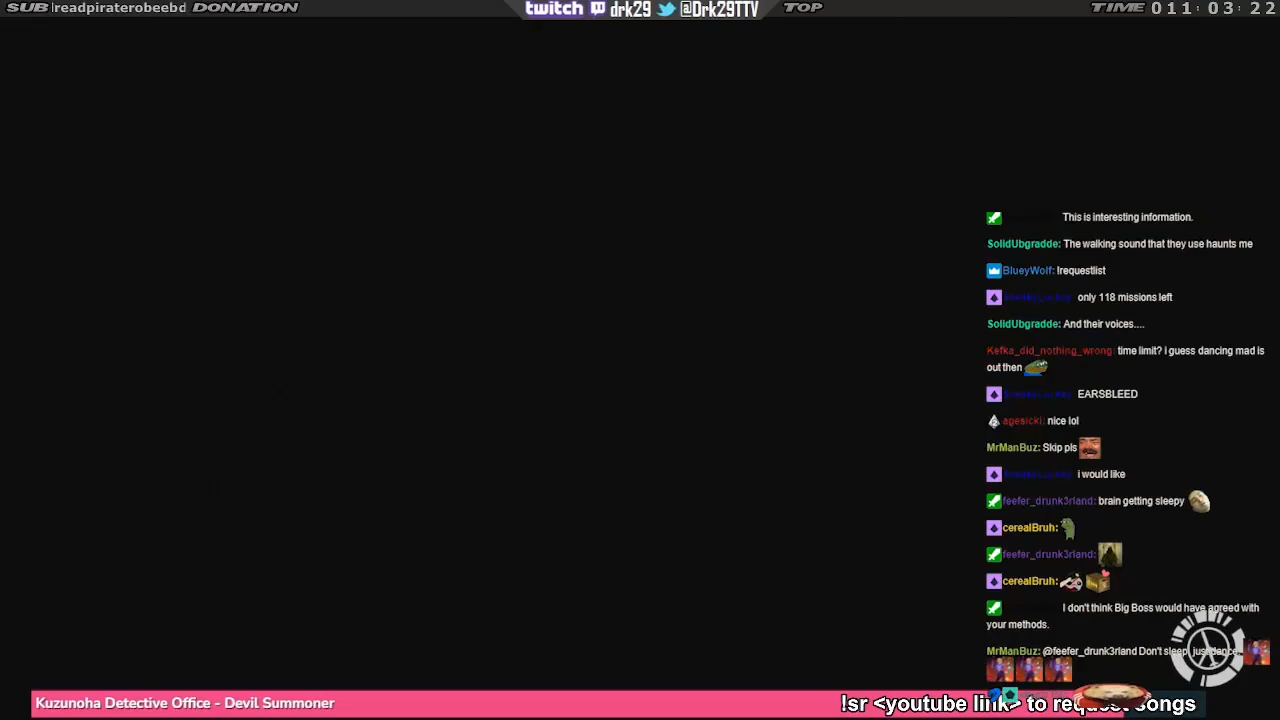 SUB lreadpiraterobeebd DONATION
twitch drk29 @Drk29TTV TOP
TIME 011:03:22
This is interesting information.
SolidUbgradde: The walking sound that they use haunts me
BlueyWolf: !requestlist
only 118 missions left
SolidUbgradde: And their voices....
Kefka_did_nothing_wrong: time limit? i guess dancing mad is
out then
EARSBLEED
agesicki: nice lol
MrManBuz: Skip pls
i would like
feefer_drunk3rland: brain getting sleepy
cerealBruh:
feefer_drunk3rland:
cerealBruh:
I don't think Big Boss would have agreed with
your methods.
MrManBuz: @feefer_drunk3rland Don't sleep, just dance
Kuzunoha Detective Office - Devil Summoner
!sr <youtube link> to request songs